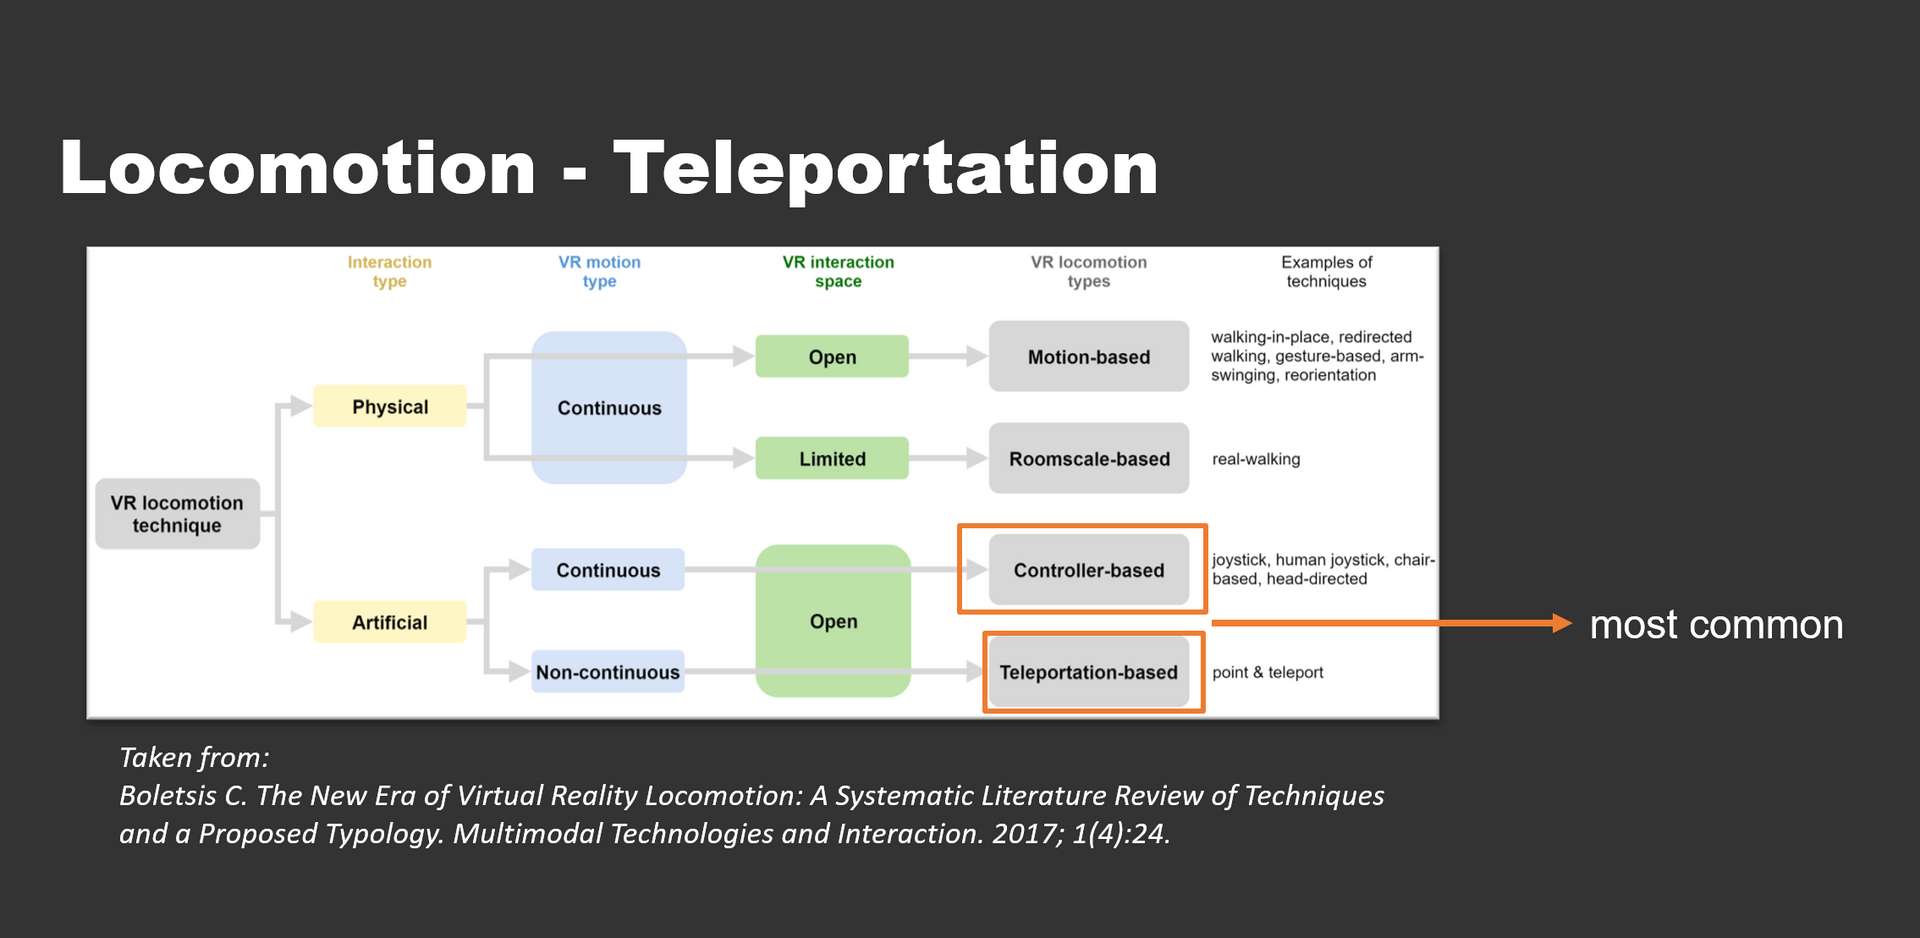 Locomotion - Teleportation
Interaction
type
VR motion
type
VR interaction
space
VR locomotion
types
Examples of
techniques
VR locomotion
technique
Physical
Continuous
Open
Motion-based
walking-in-place, redirected
walking, gesture-based, arm-
swinging, reorientation
Limited
Roomscale-based
real-walking
Artificial
Continuous
Open
Controller-based
joystick, human joystick, chair-
based, head-directed
Non-continuous
Teleportation-based
point & teleport
most common
Taken from:
Boletsis C. The New Era of Virtual Reality Locomotion: A Systematic Literature Review of Techniques
and a Proposed Typology. Multimodal Technologies and Interaction. 2017; 1(4):24.